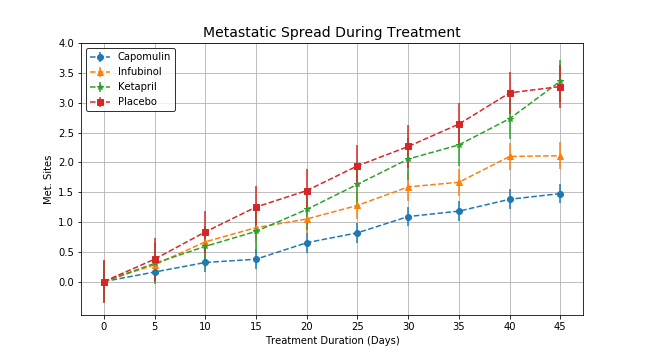 Metastatic Spread During Treatment
Met. Sites
4.0
3.5
3.0
2.5
2.0
1.5
1.0
0.5
0.0
Capomulin
Infubinol
Ketapril
Placebo
0 5 10 15 20 25 30 35 40 45
Treatment Duration (Days)